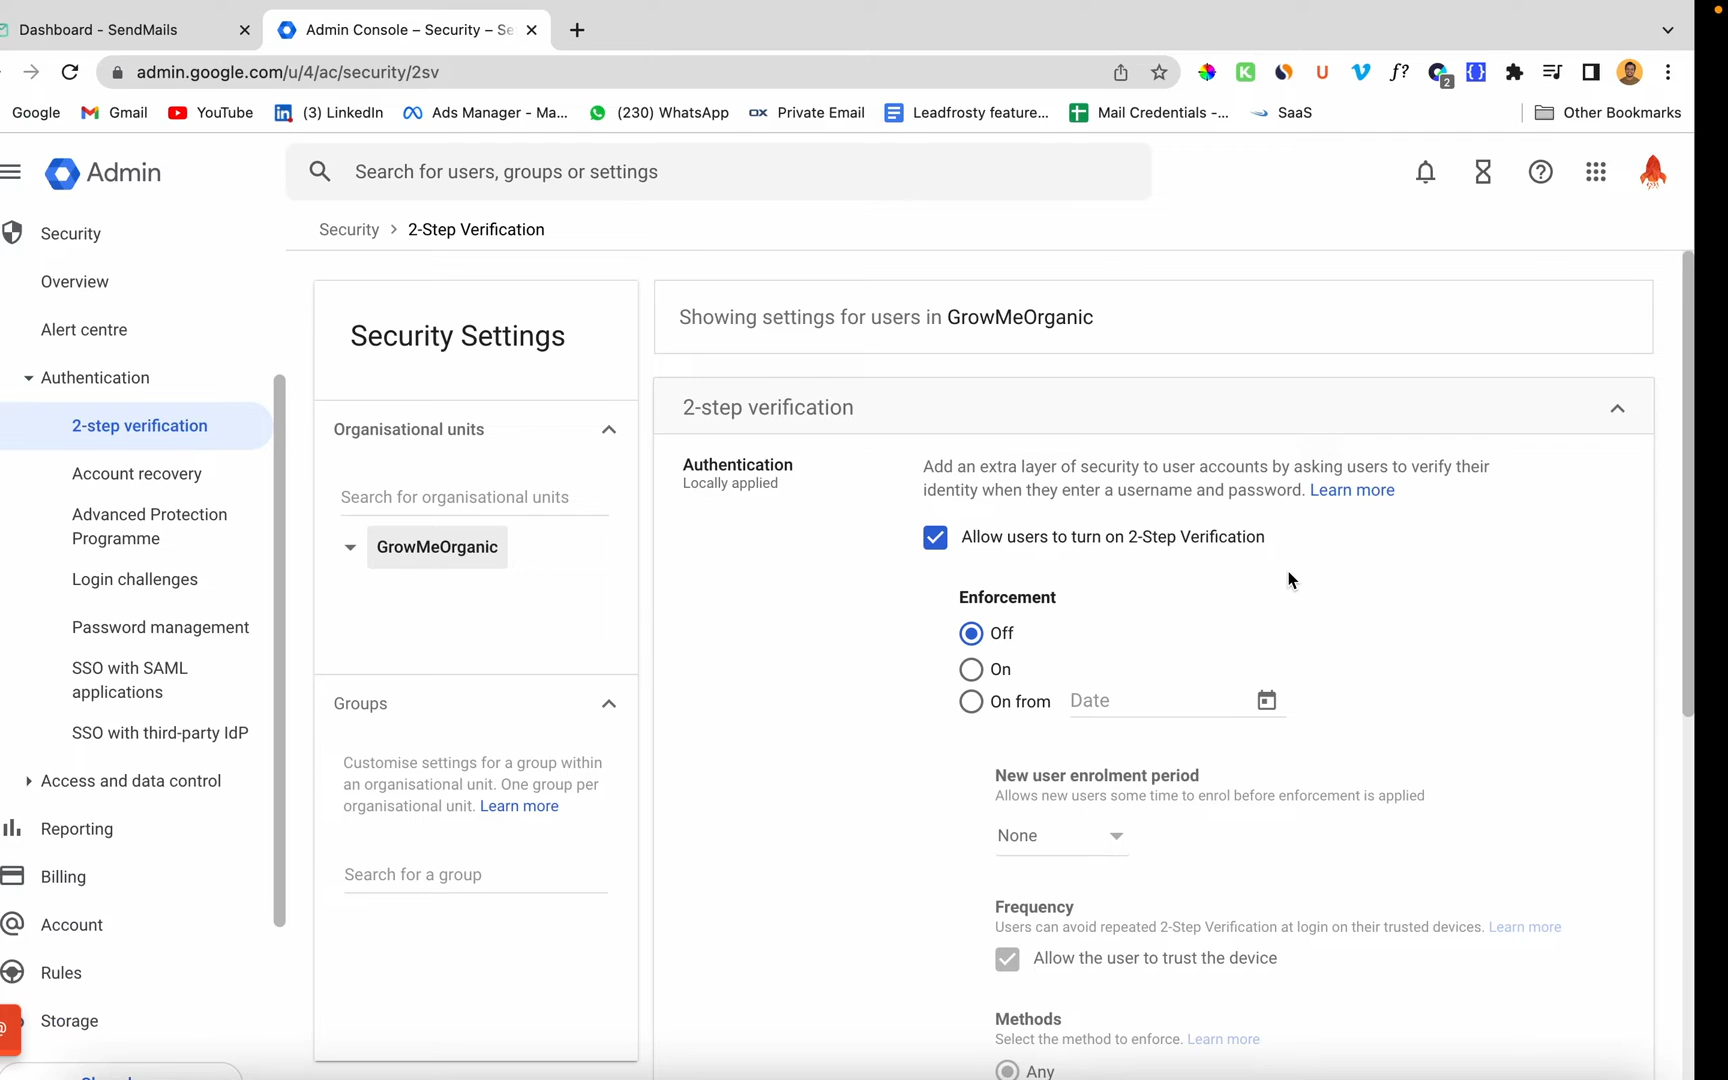 Dashboard - SendMails
Admin Console – Security – Se
admin.google.com/u/4/ac/security/2sv
2
Google
Gmail
YouTube
(3) LinkedIn
Ads Manager - Ma...
(230) WhatsApp
OX Private Email
Leadfrosty feature...
Mail Credentials -...
SaaS
Other Bookmarks
Admin
Search for users, groups or settings
Security > 2-Step Verification
Security
Overview
Alert centre
Authentication
2-step verification
Account recovery
Advanced Protection
Programme
Login challenges
Password management
SSO with SAML
applications
SSO with third-party IdP
Access and data control
Reporting
Billing
Account
Rules
Storage
Security Settings
Organisational units
Search for organisational units
GrowMeOrganic
Groups
Customise settings for a group within
an organisational unit. One group per
organisational unit. Learn more
Search for a group
Showing settings for users in GrowMeOrganic
2-step verification
Authentication
Locally applied
Add an extra layer of security to user accounts by asking users to verify their
identity when they enter a username and password. Learn more
Allow users to turn on 2-Step Verification
Enforcement
Off
On
On from Date
New user enrolment period
Allows new users some time to enrol before enforcement is applied
None
Frequency
Users can avoid repeated 2-Step Verification at login on their trusted devices. Learn more
Allow the user to trust the device
Methods
Select the method to enforce. Learn more
Any